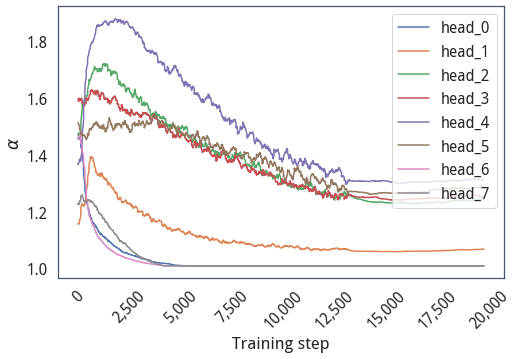 1.8
1.6
1.4
1.2
1.0
α
head_0
head_1
head_2
head_3
head_4
head_5
head_6
head_7
0
2,500
5,000
7,500
10,000
12,500
15,000
17,500
20,000
Training step